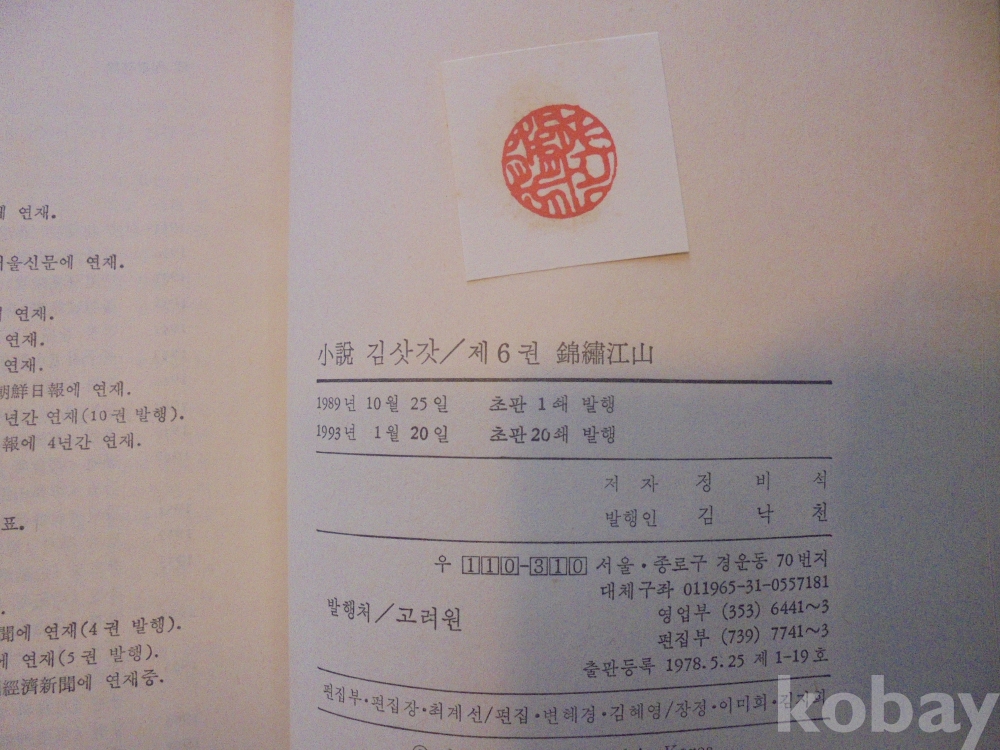 에 연재.
서울신문에 연재.
연재.
연재.
연재.
朝鮮日報에 연재.
년간 연재(10권 발행).
報에 4년간 연재.
표.
聞에 연재(4권 발행).
에 연재(5권 발행).
經濟新聞에 연재중.
小說 김삿갓/제6권 錦繡江山
1989년 10월 25일 초판 1쇄 발행
1993년 1월 20일 초판20쇄 발행
저 자 정 비 석
발행인 김 낙 천
우 110-310 서울·종로구 경운동 70번지
대체구좌 011965-31-0557181
발행처/고려원
영업부 (353) 6441~3
편집부 (739) 7741~3
출판등록 1978.5.25 제1-19호
편집부·편집장·최계선/편집·변해경·김혜영/장정·이미희·
kobay